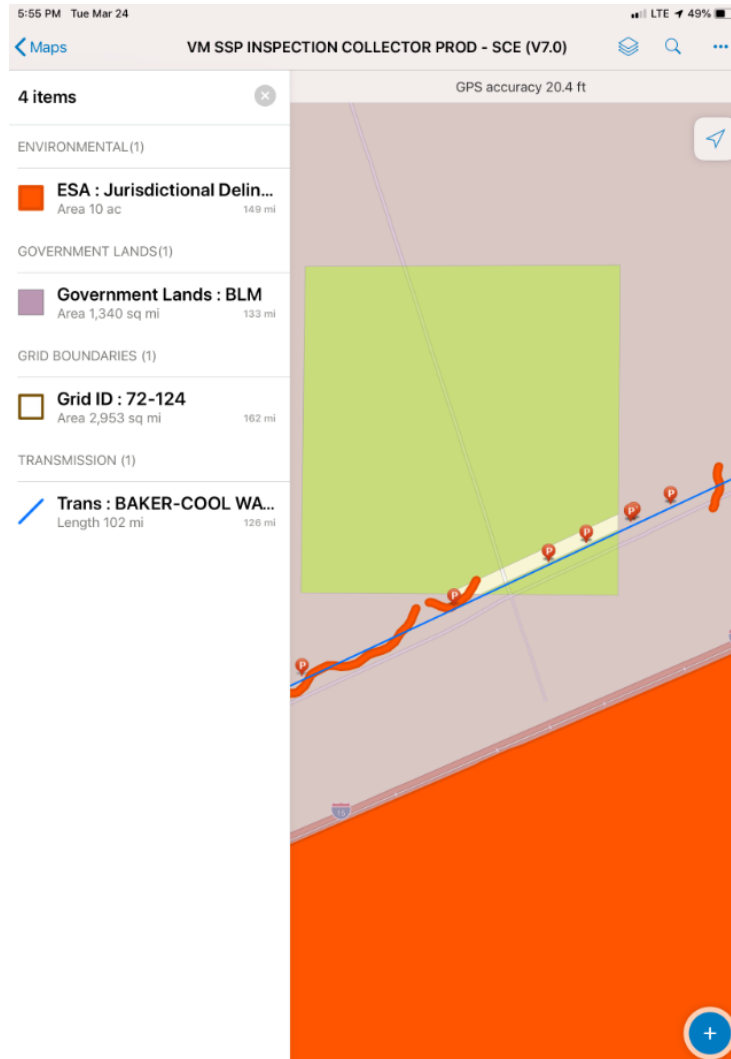 5:55 PM Tue Mar 24
LTE 49%
Maps
VM SSP INSPECTION COLLECTOR PROD - SCE (V7.0)
4 items
GPS accuracy 20.4 ft
ENVIRONMENTAL(1)
ESA : Jurisdictional Delin...
Area 10 ac 149 mi
GOVERNMENT LANDS(1)
Government Lands : BLM
Area 1,340 sq mi 133 mi
GRID BOUNDARIES (1)
Grid ID : 72-124
Area 2,953 sq mi 162 mi
TRANSMISSION (1)
Trans : BAKER-COOL WA...
Length 102 mi 126 mi
P
P
P
P
P
P
15